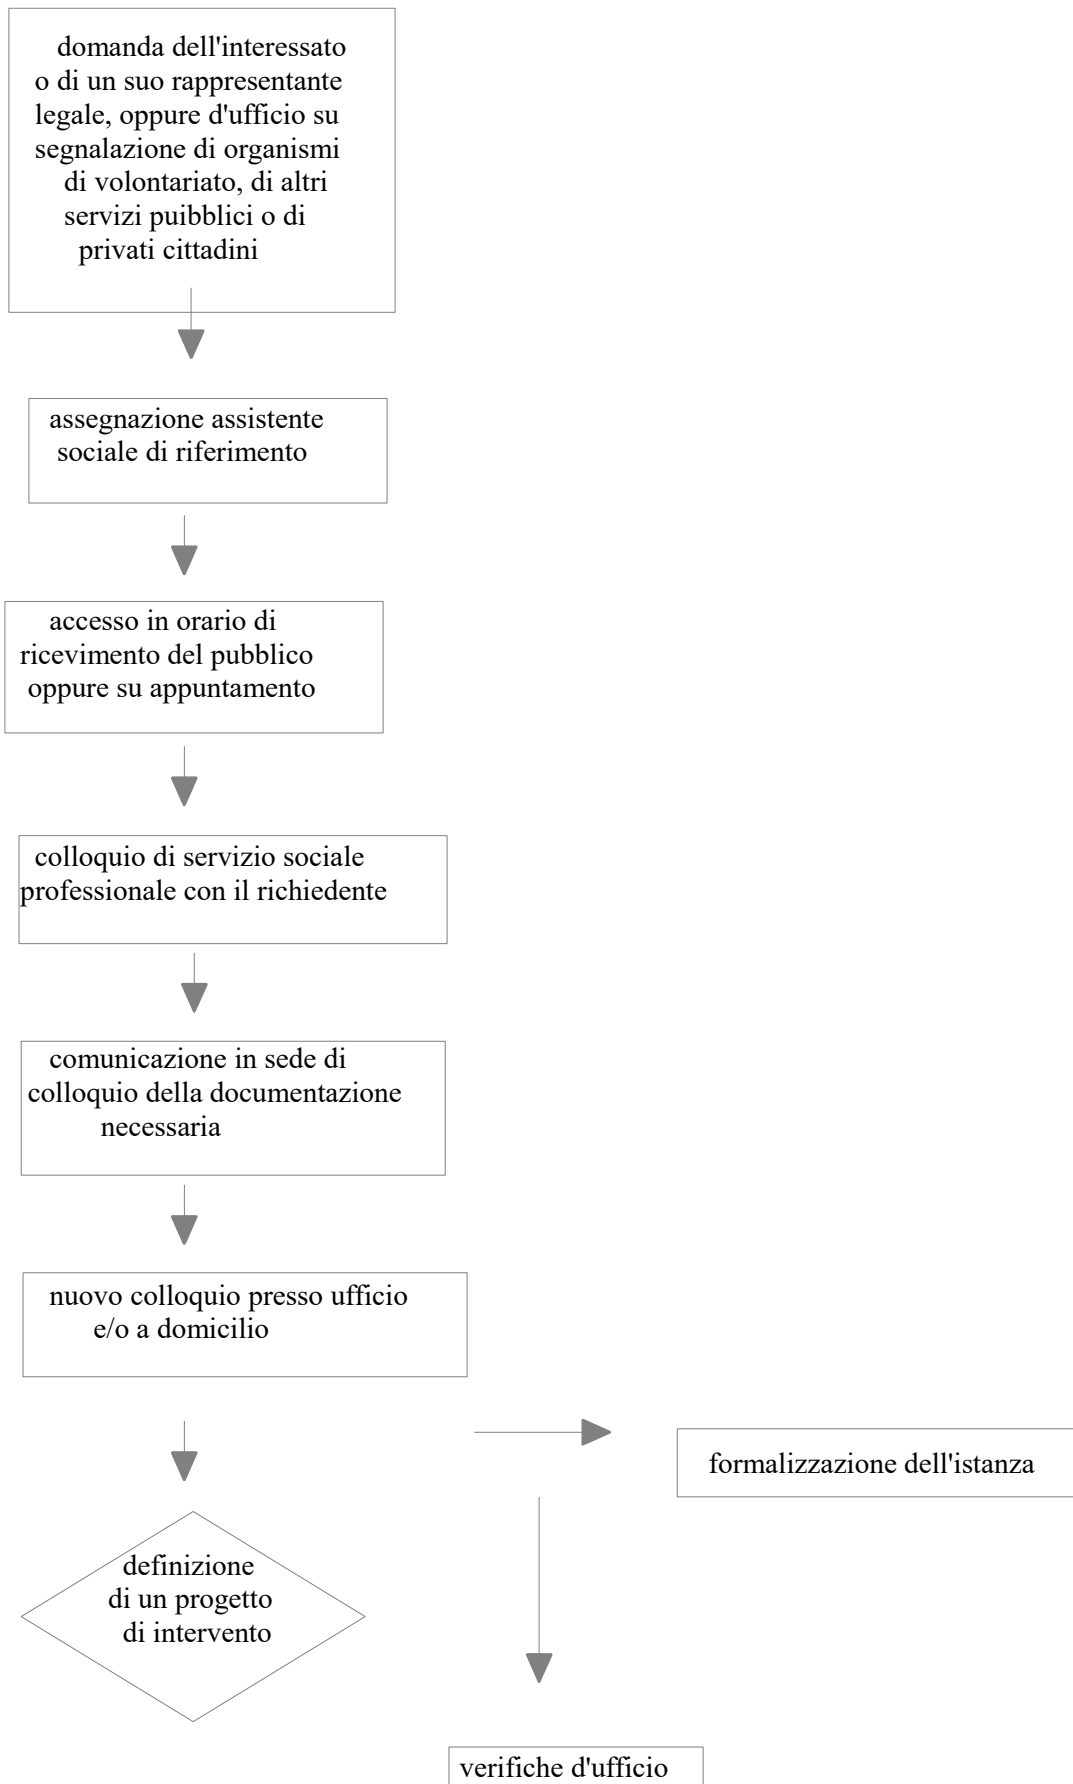 domanda dell'interessato
o di un suo rappresentante
legale, oppure d'ufficio su
segnalazione di organismi
di volontariato, di altri
servizi puibblici o di
privati cittadini
assegnazione assistente
sociale di riferimento
accesso in orario di
ricevimento del pubblico
oppure su appuntamento
colloquio di servizio sociale
professionale con il richiedente
comunicazione in sede di
colloquio della documentazione
necessaria
nuovo colloquio presso ufficio
e/o a domicilio
formalizzazione dell'istanza
definizione
di un progetto
di intervento
verifiche d'ufficio